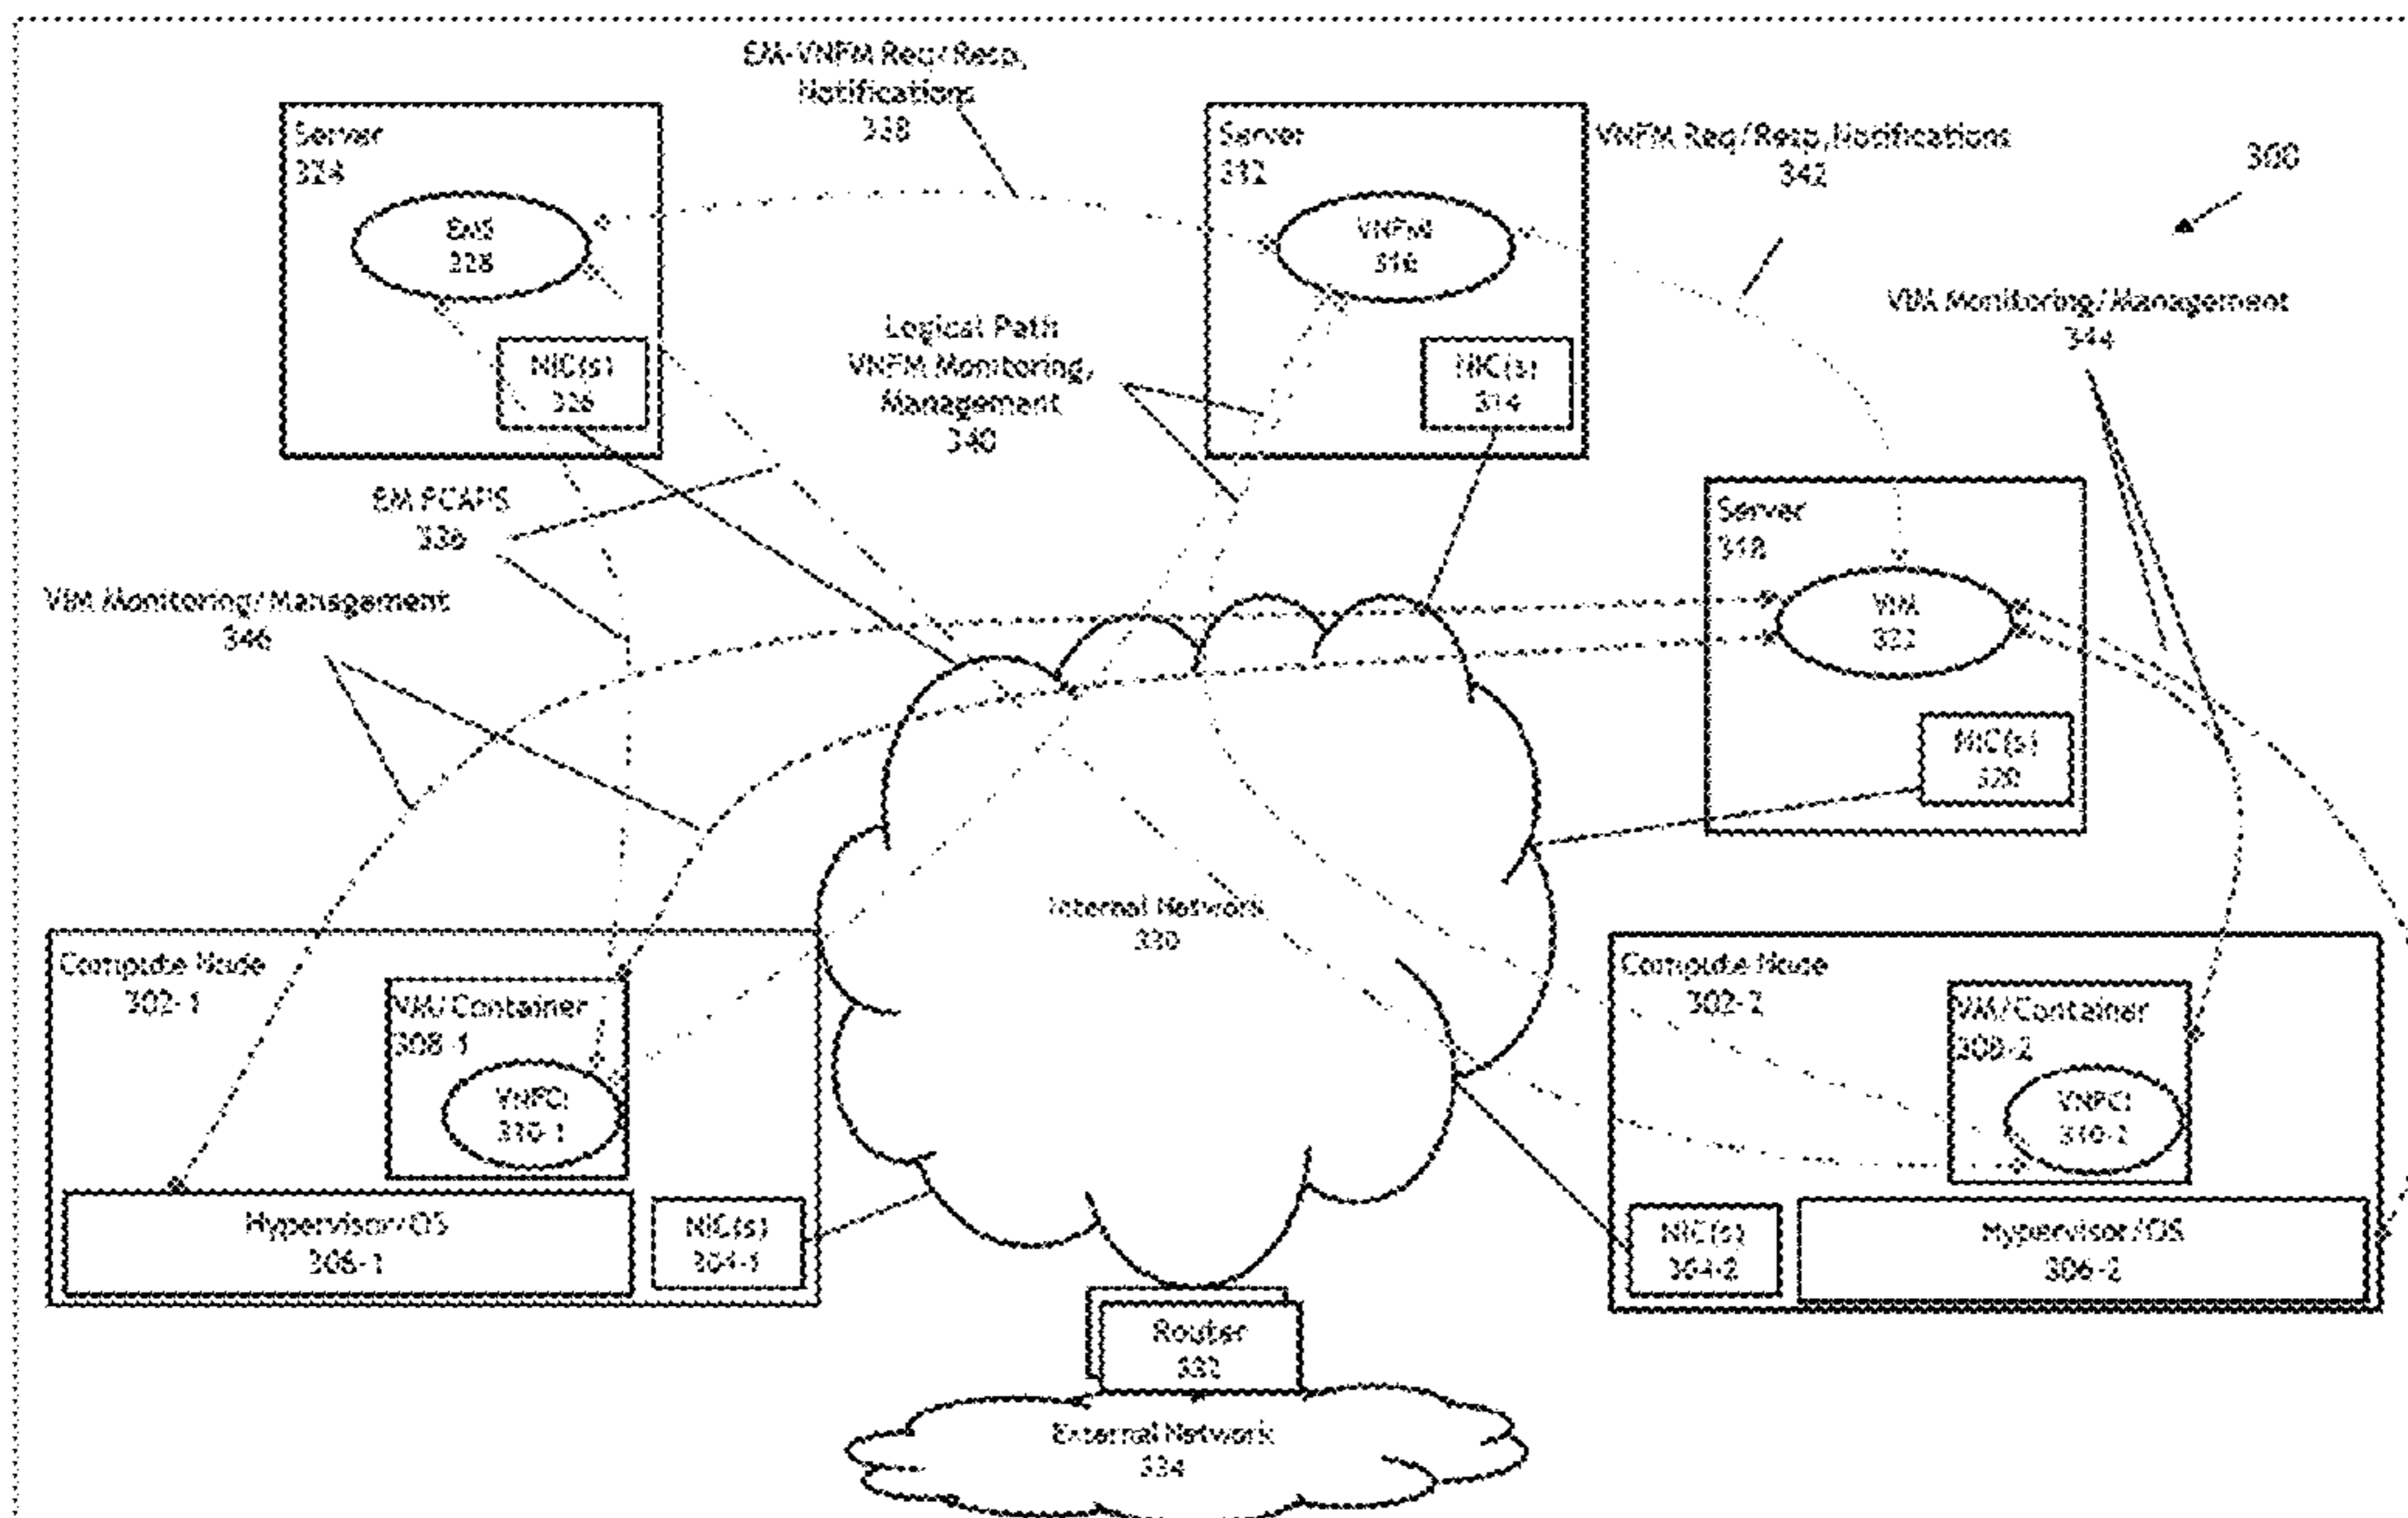 EM-VNFM Req/Resp,
Notifications
338
Server
324
EMS
328
NIC(s)
326
Server
312
VNFM
316
NIC(s)
314
VNFM Req/Resp,Notifications
342
300
VIM Monitoring/Management
344
Logical Path
VNFM Monitoring,
Management
340
EM FCAPS
336
Server
318
VIM
322
NIC(s)
320
VIM Monitoring/Management
346
Internal Network
330
Compute Node
302-1
VM/Container
308-1
VNFCI
310-1
Hypervisor/OS
306-1
NIC(s)
304-1
Compute Node
302-2
VM/Container
308-2
VNFCI
310-2
NIC(s)
304-2
Hypervisor/OS
306-2
Router
332
External Network
334